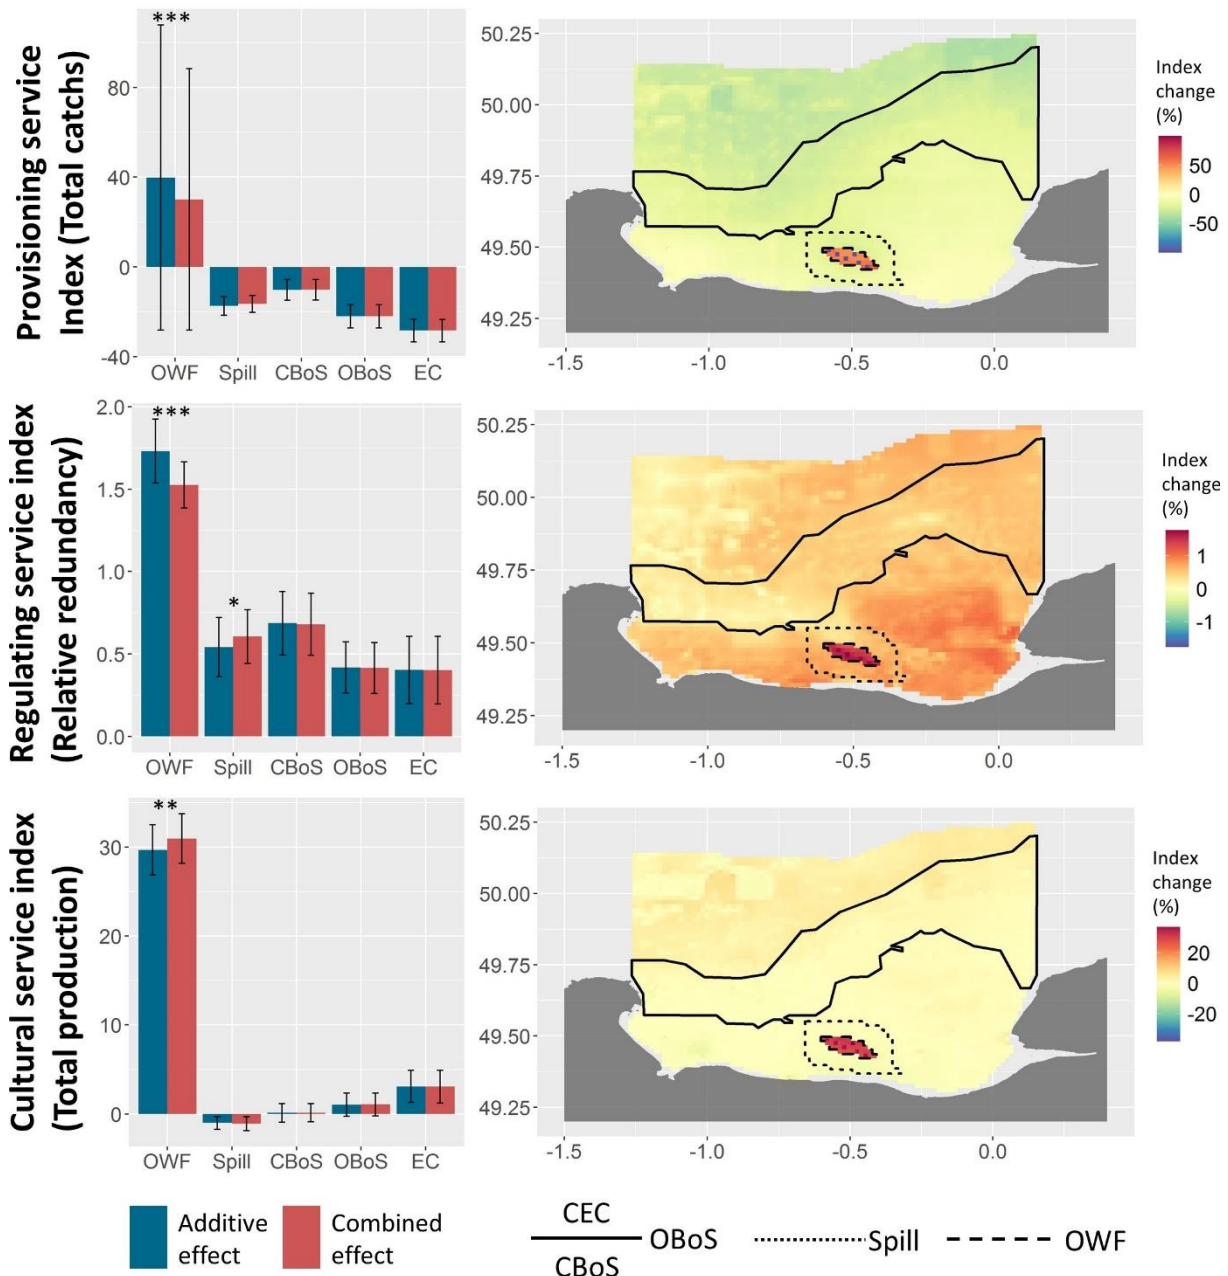 Provisioning service
Index (Total catchs)
***
80
40
0
-40
OWF Spill CBoS OBoS EC
50.25
50.00
49.75
49.50
49.25
-1.5 -1.0 -0.5 0.0
Index
change
(%)
50
0
-50
Regulating service index
(Relative redundancy)
2.0
***
1.5
1.0
*
0.5
0.0
OWF Spill CBoS OBoS EC
50.25
50.00
49.75
49.50
49.25
-1.5 -1.0 -0.5 0.0
Index
change
(%)
1
0
-1
Cultural service index
(Total production)
**
30
20
10
0
OWF Spill CBoS OBoS EC
50.25
50.00
49.75
49.50
49.25
-1.5 -1.0 -0.5 0.0
Index
change
(%)
20
0
-20
Additive
effect
Combined
effect
CEC
OBoS
CBoS
Spill
OWF